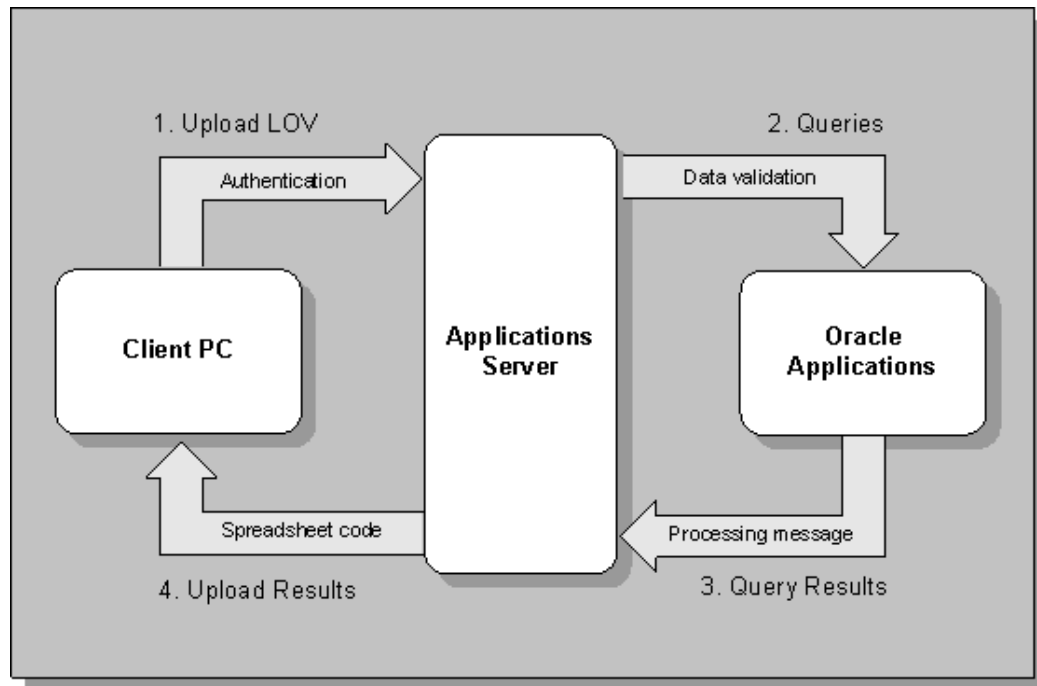 1. Upload LOV
2. Queries
Authentication
Data validation
Client PC
Applications
Server
Oracle
Applications
Spreadsheet code
Processing message
4. Upload Results
3. Query Results